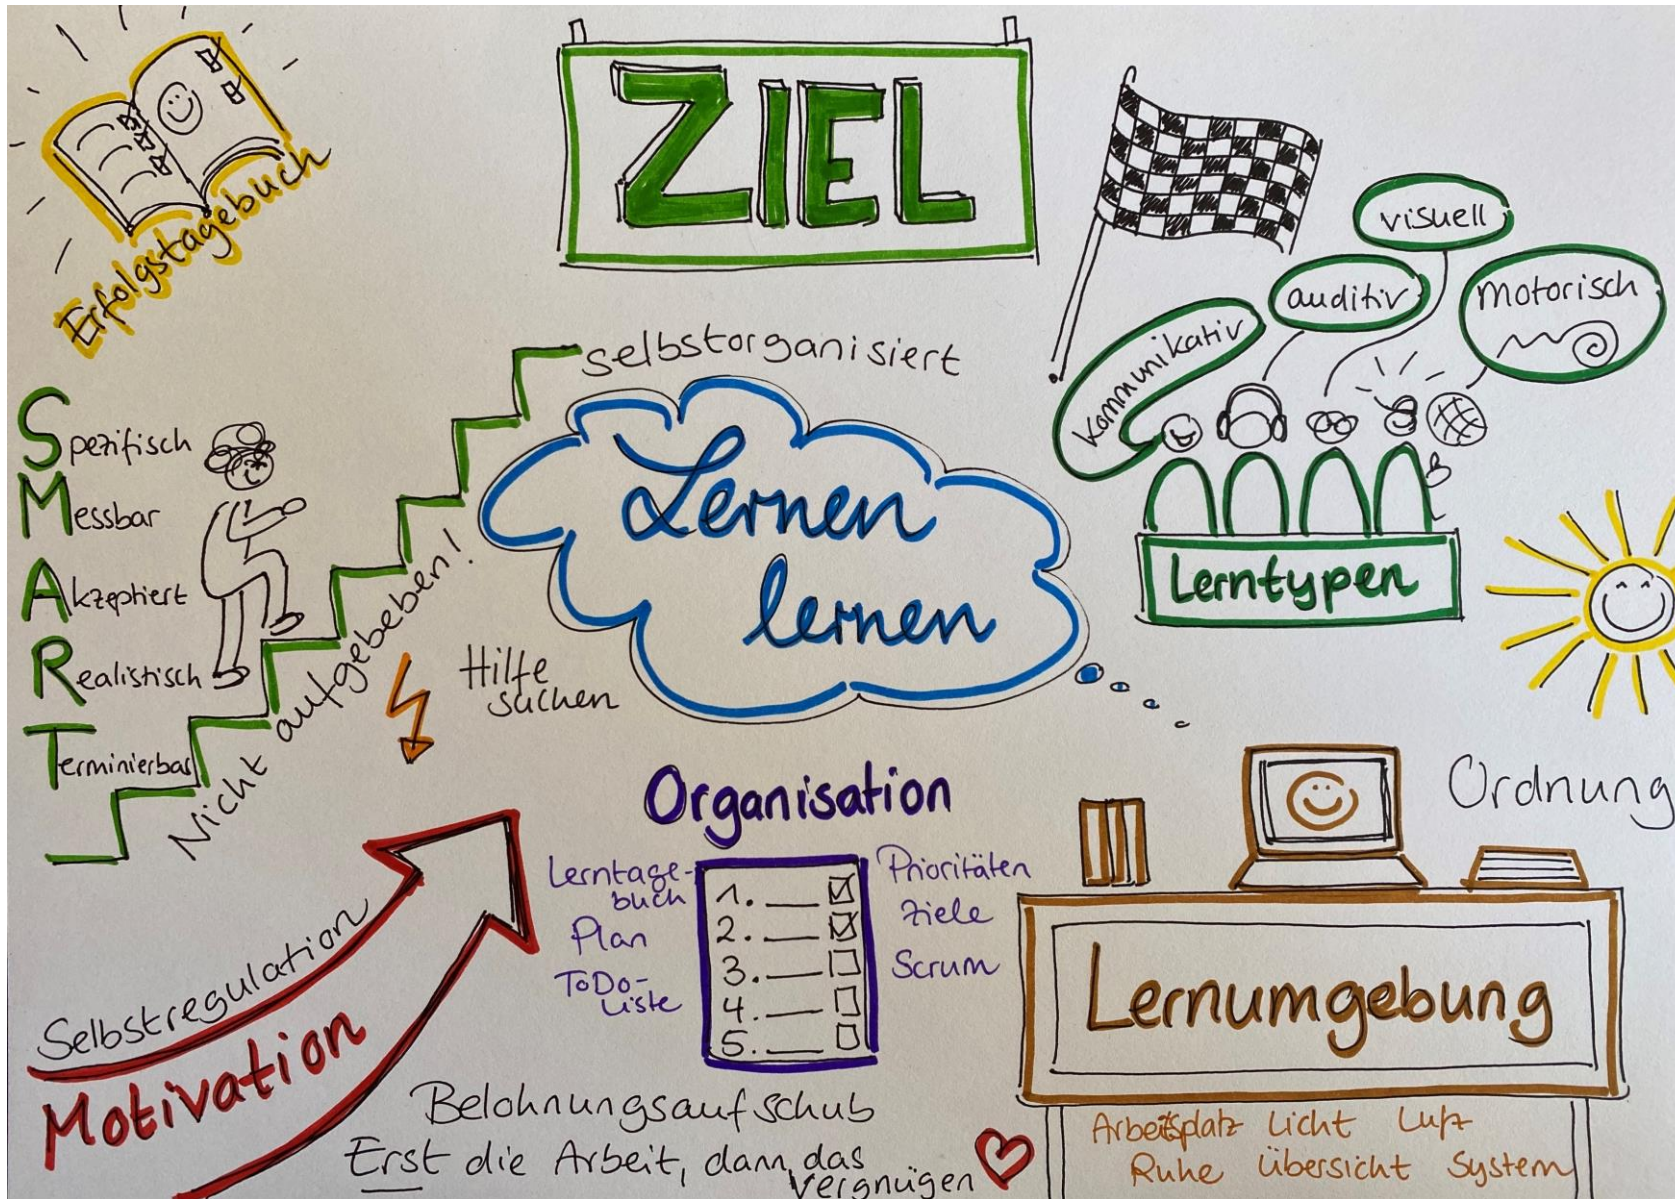 Erfolgstagebuch
ZIEL
visuell
auditiv
motorisch
kommunikativ
Lerntypen
selbstorganisiert
Lernen
lernen
Spezifisch
Messbar
Akzeptiert
Realistisch
Terminierbar
Nicht aufgeben!
Hilfe
suchen
Organisation
Lerntage-
buch
Plan
ToDo-
Liste
1.
2.
3.
4.
5.
Prioritäten
Ziele
Scrum
Ordnung
Lernumgebung
Arbeitsplatz Licht Luft
Ruhe Übersicht System
Selbstregulation
Motivation
Belohnungsaufschub
Erst die Arbeit, dann das
Vergnügen